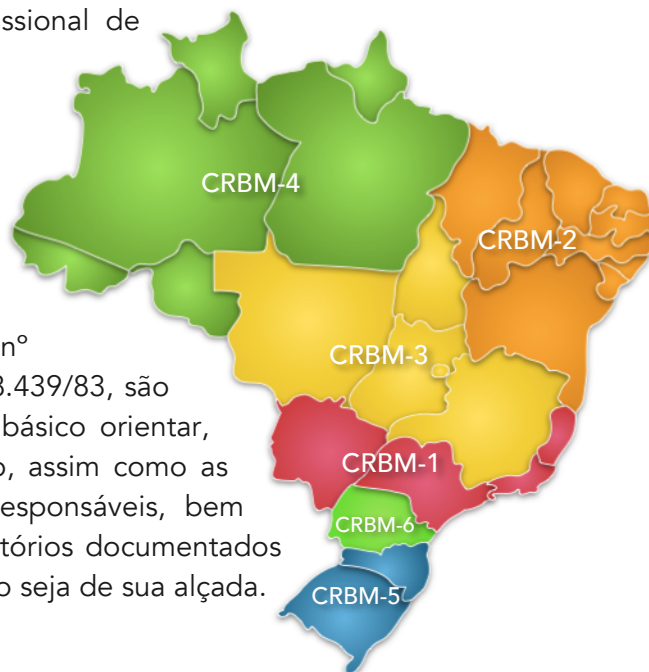 ssional de
CRBM-4
CRBM-2
nº
CRBM-3
.439/83, são
básico orientar,
o, assim como as
CRBM-1
esponsáveis, bem
CRBM-6
tórios documentados
o seja de sua alçada.
CRBM-5